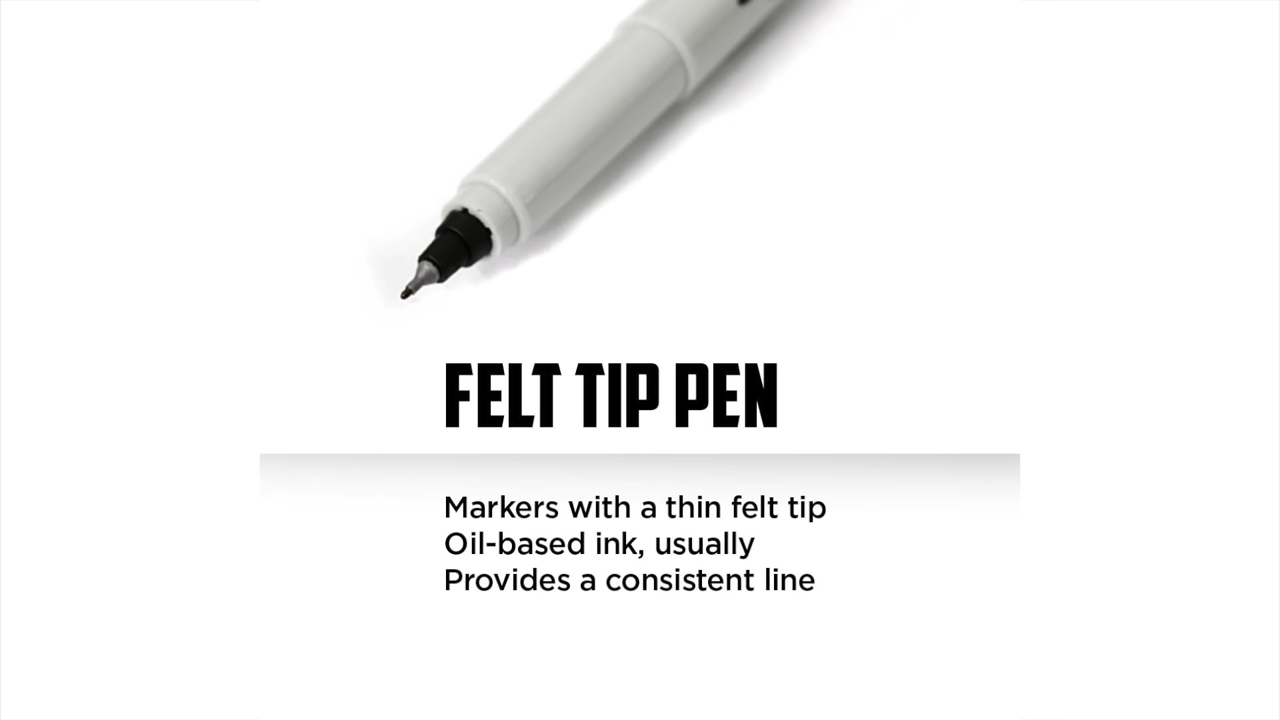 FELT TIP PEN
Markers with a thin felt tip
Oil-based ink, usually
Provides a consistent line